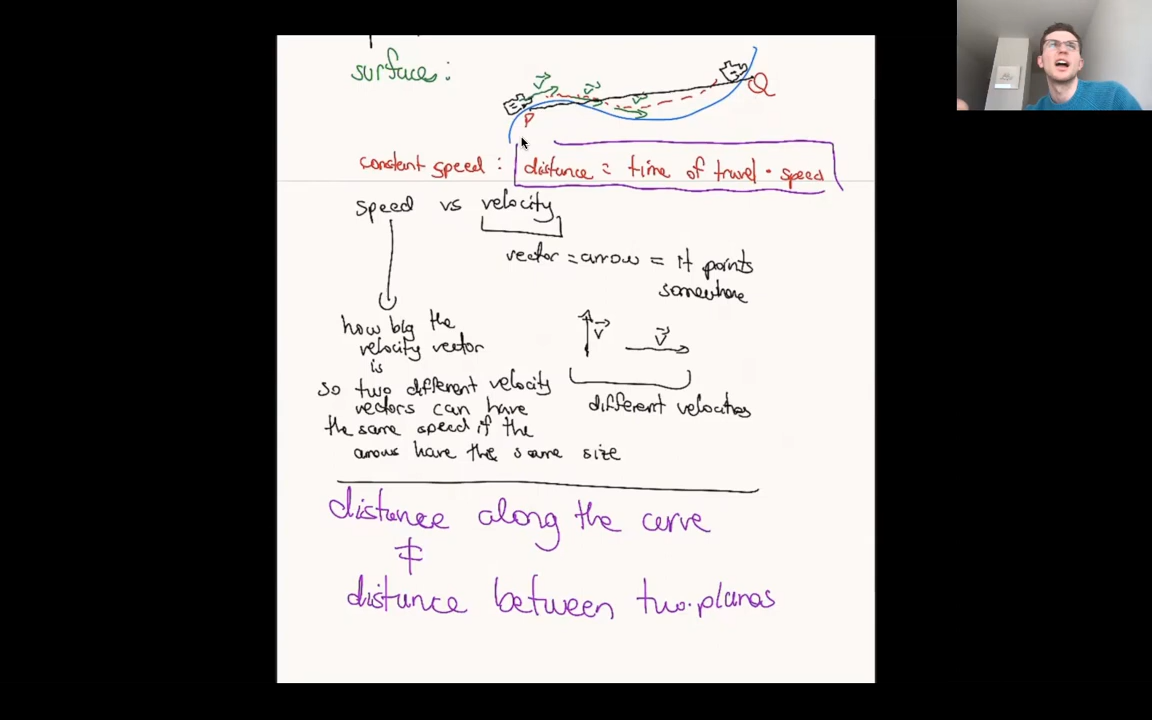 surfaces:
v v v
P Q
constant speed: distance = time of travel · speed
speed vs velocity
vector = arrow = it points
somewhere
how big the
velocity vector
is
v v
so two different velocity
vectors can have
the same speed if the
arrows have the same size
different velocities
distance along the curve
≠
distance between two